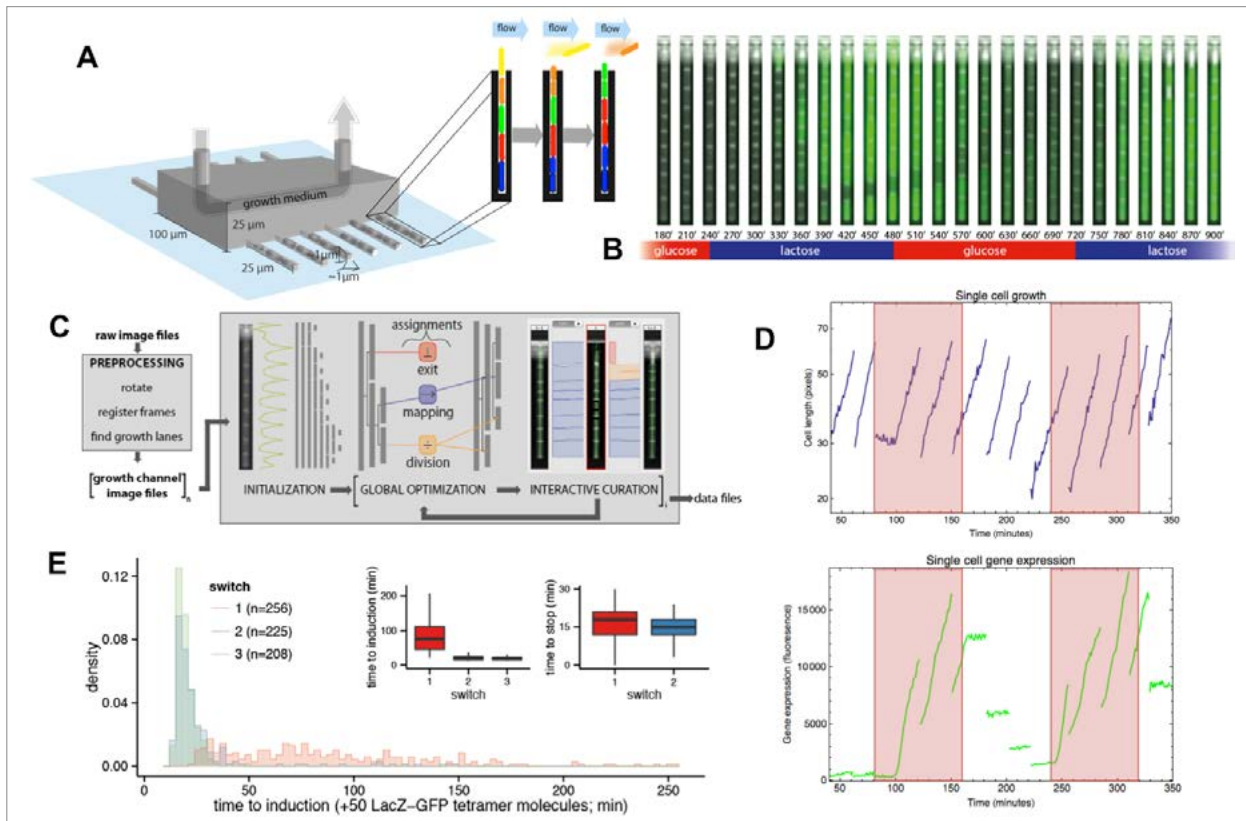 A
flow
flow
flow
growth medium
100 µm
25 µm
25 µm
~1µm
~1µm
B
180' 210' 240' 270' 300' 330' 360' 390' 420' 450' 480' 510' 540' 570' 600' 630' 660' 690' 720' 750' 780' 810' 840' 870' 900'
glucose lactose glucose lactose
C
raw image files
PREPROCESSING
rotate
register frames
find growth lanes
[growth channel
image files]n
assignments
exit
mapping
division
INITIALIZATION
[GLOBAL OPTIMIZATION
INTERACTIVE CURATION]
data files
D
Single cell growth
Cell length (pixels)
70
50
30
20
50 100 150 200 250 300 350
Time (minutes)
Single cell gene expression
Gene expression (fluoresence)
15000
10000
5000
0
50 100 150 200 250 300 350
Time (minutes)
E
density
0.12
0.08
0.04
0.00
switch
1 (n=256)
2 (n=225)
3 (n=208)
time to induction (min)
200
100
0
1 2 3
switch
time to stop (min)
30
15
0
1 2
switch
0 50 100 150 200 250
time to induction (+50 LacZ−GFP tetramer molecules; min)